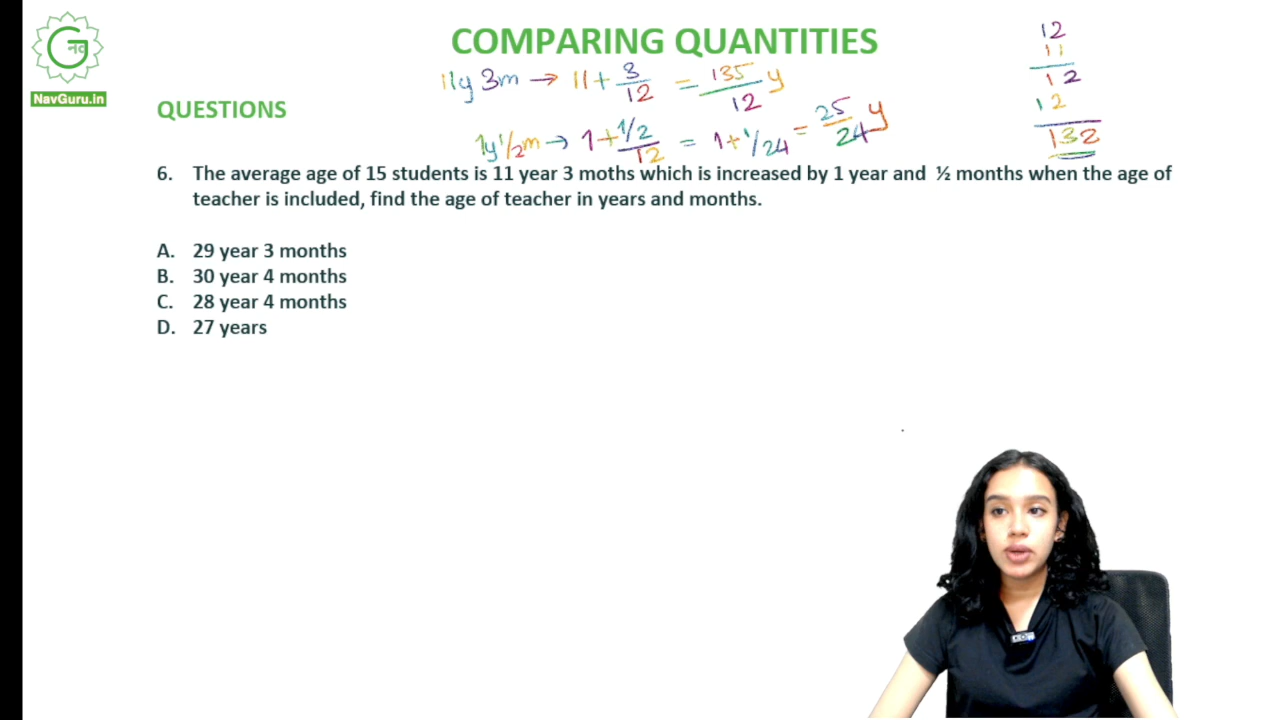 नव
NavGuru.in
COMPARING QUANTITIES
11y 3m → 11 + 3/12 = 135/12 y
1y 1/2m → 1 + 1/2/12 = 1 + 1/24 = 25/24 y
12
11
12
12
132
QUESTIONS
6. The average age of 15 students is 11 year 3 moths which is increased by 1 year and ½ months when the age of
teacher is included, find the age of teacher in years and months.
A. 29 year 3 months
B. 30 year 4 months
C. 28 year 4 months
D. 27 years